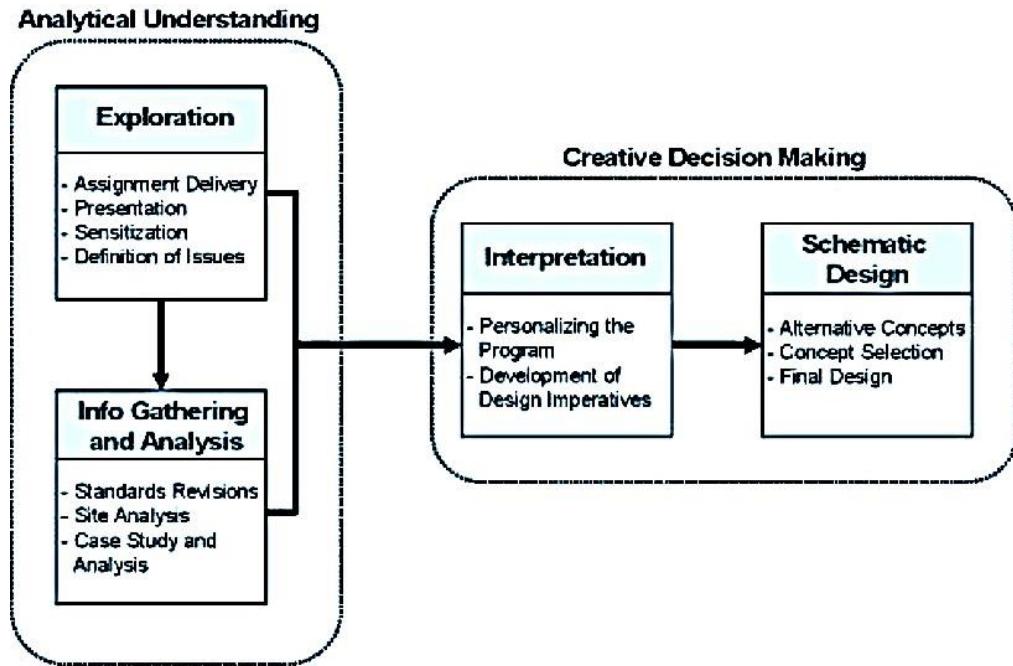 Analytical Understanding
Exploration
- Assignment Delivery
- Presentation
- Sensitization
- Definition of Issues
Info Gathering
and Analysis
- Standards Revisions
- Site Analysis
- Case Study and
Analysis
Creative Decision Making
Interpretation
- Personalizing the
Program
- Development of
Design Imperatives
Schematic
Design
- Alternative Concepts
- Concept Selection
- Final Design